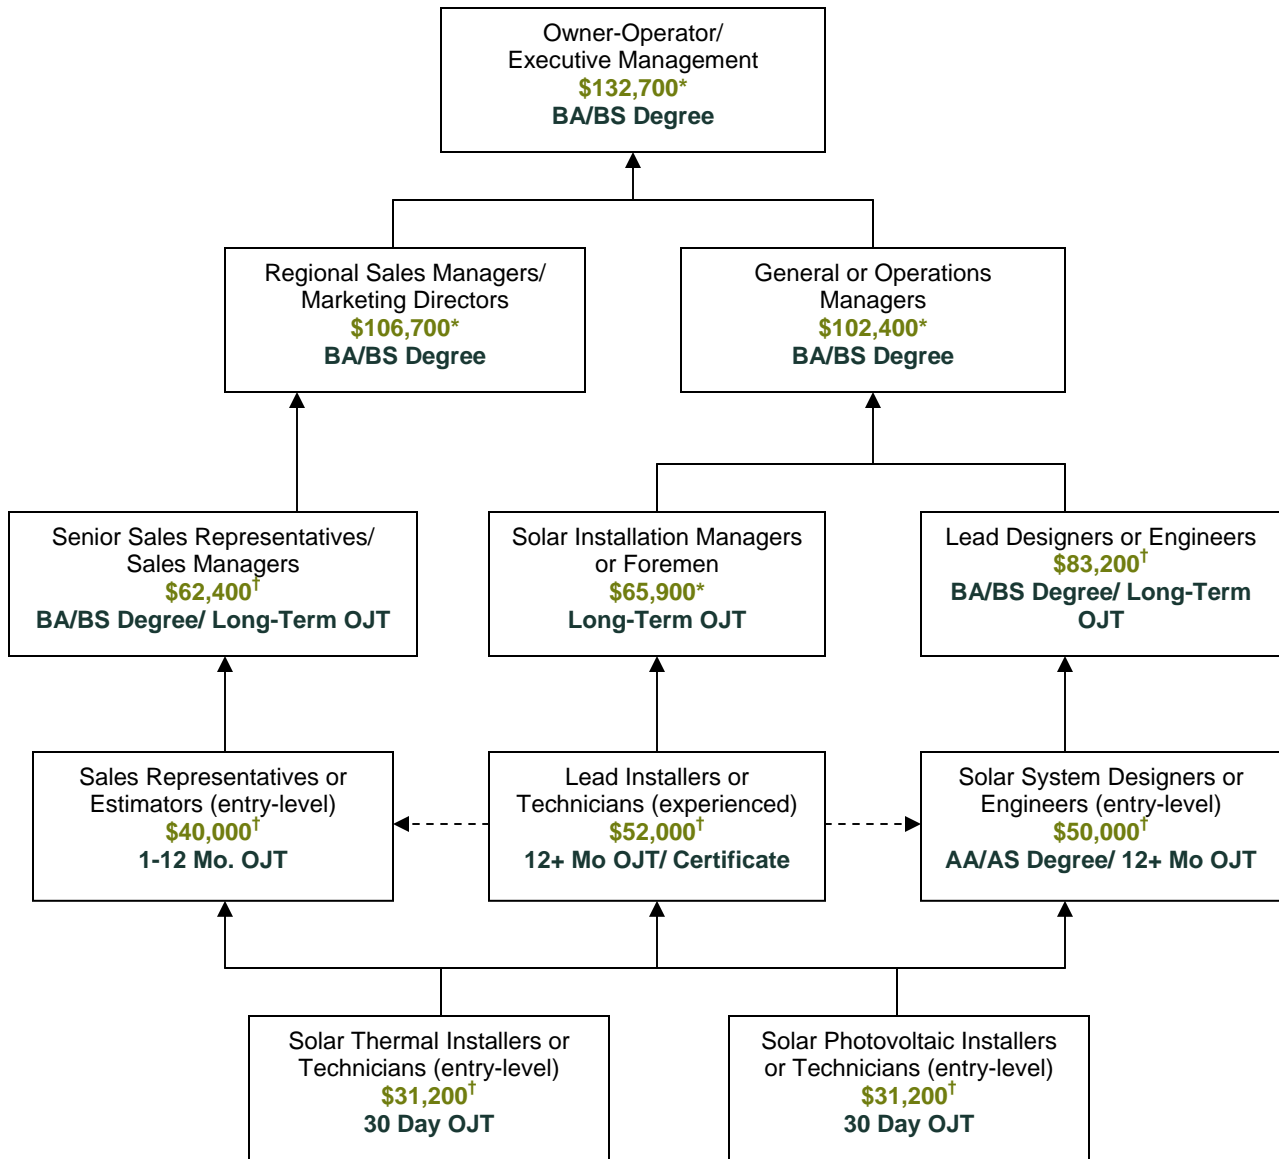 Owner-Operator/
Executive Management
$132,700*
BA/BS Degree
Regional Sales Managers/
Marketing Directors
$106,700*
BA/BS Degree
General or Operations
Managers
$102,400*
BA/BS Degree
Senior Sales Representatives/
Sales Managers
$62,400†
BA/BS Degree/ Long-Term OJT
Solar Installation Managers
or Foremen
$65,900*
Long-Term OJT
Lead Designers or Engineers
$83,200†
BA/BS Degree/ Long-Term
OJT
Sales Representatives or
Estimators (entry-level)
$40,000†
1-12 Mo. OJT
Lead Installers or
Technicians (experienced)
$52,000†
12+ Mo OJT/ Certificate
Solar System Designers or
Engineers (entry-level)
$50,000†
AA/AS Degree/ 12+ Mo OJT
Solar Thermal Installers or
Technicians (entry-level)
$31,200†
30 Day OJT
Solar Photovoltaic Installers
or Technicians (entry-level)
$31,200†
30 Day OJT